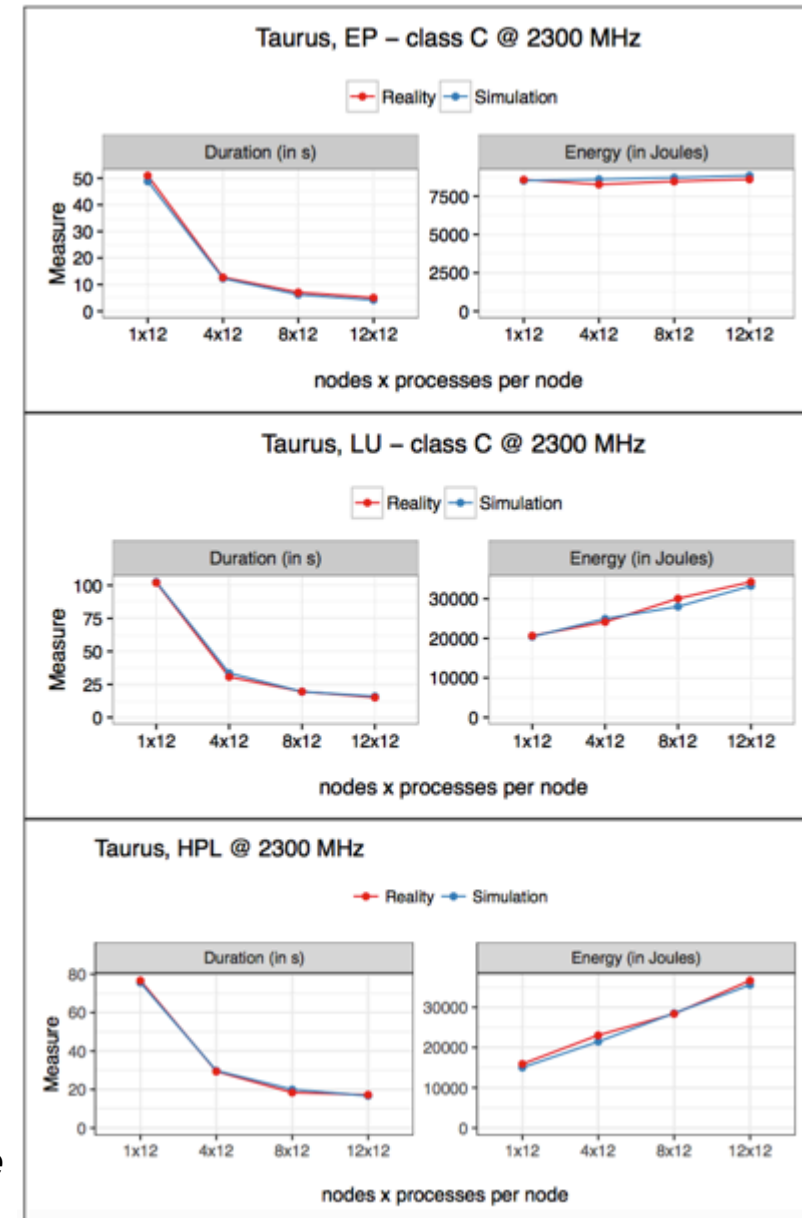 Taurus, EP – class C @ 2300 MHz
Reality Simulation
Duration (in s) Energy (in Joules)
Measure
50
40
30
20
10
0
7500
5000
2500
0
1x12 4x12 8x12 12x12 1x12 4x12 8x12 12x12
nodes x processes per node
Taurus, LU – class C @ 2300 MHz
Reality Simulation
Duration (in s) Energy (in Joules)
Measure
100
75
50
25
0
30000
20000
10000
0
1x12 4x12 8x12 12x12 1x12 4x12 8x12 12x12
nodes x processes per node
Taurus, HPL @ 2300 MHz
Reality Simulation
Duration (in s) Energy (in Joules)
Measure
80
60
40
20
0
30000
20000
10000
0
1x12 4x12 8x12 12x12 1x12 4x12 8x12 12x12
nodes x processes per node
e